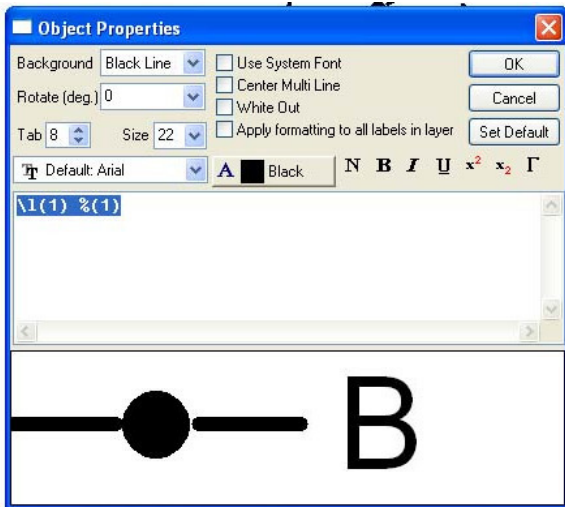 Object Properties
Background Black Line
Use System Font
OK
Center Multi Line
Rotate (deg.) 0
Cancel
White Out
Tab 8 Size 22
Apply formatting to all labels in layer
Set Default
Default: Arial
A Black N B I U x² x₂ Γ
\l(1) %(1)
B